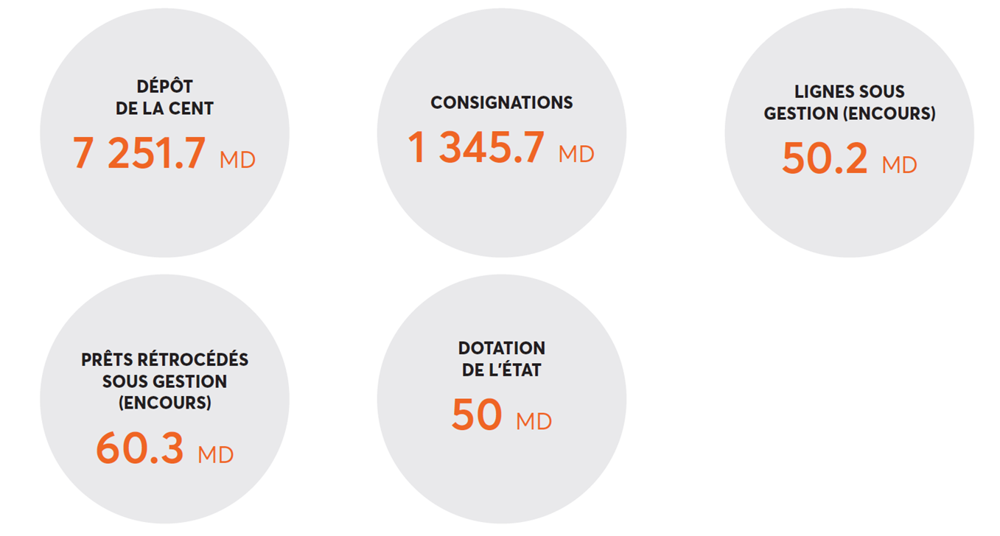 DÉPÔT
DE LA CENT
7 251.7 MD
CONSIGNATIONS
1 345.7 MD
LIGNES SOUS
GESTION (ENCOURS)
50.2 MD
PRÊTS RÉTROCÉDÉS
SOUS GESTION
(ENCOURS)
60.3 MD
DOTATION
DE L’ÉTAT
50 MD